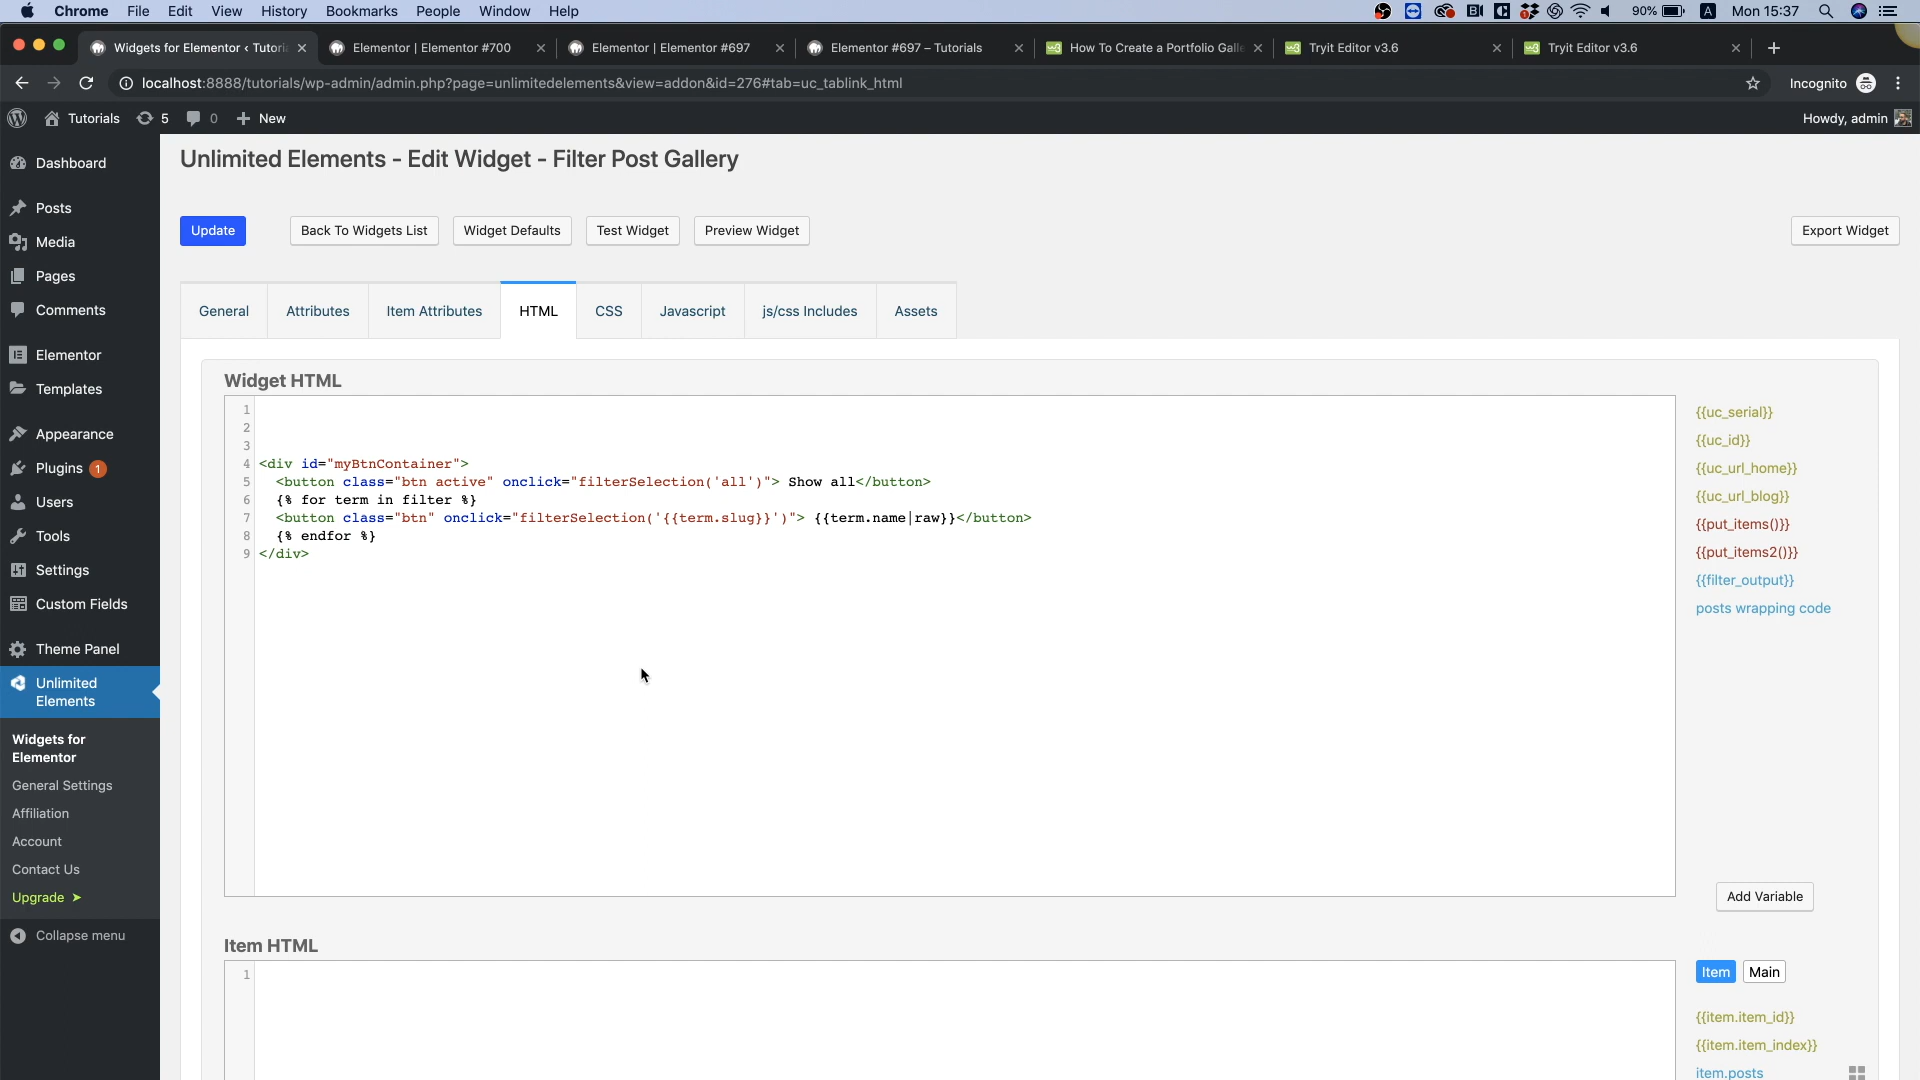 Chrome File Edit View History Bookmarks People Window Help 90% A Mon 15:37
Widgets for Elementor ‹ Tutori Elementor | Elementor #700 Elementor | Elementor #697 Elementor #697 – Tutorials How To Create a Portfolio Galle Tryit Editor v3.6 Tryit Editor v3.6
localhost:8888/tutorials/wp-admin/admin.php?page=unlimitedelements&view=addon&id=276#tab=uc_tablink_html Incognito
Tutorials 5 0 New Howdy, admin
Dashboard
Posts
Media
Pages
Comments
Elementor
Templates
Appearance
Plugins 1
Users
Tools
Settings
Custom Fields
Theme Panel
Unlimited
Elements
Widgets for
Elementor
General Settings
Affiliation
Account
Contact Us
Upgrade ➤
Collapse menu
Unlimited Elements - Edit Widget - Filter Post Gallery
Update Back To Widgets List Widget Defaults Test Widget Preview Widget Export Widget
General Attributes Item Attributes HTML CSS Javascript js/css Includes Assets
Widget HTML
1
2
3
4 <div id="myBtnContainer">
5 <button class="btn active" onclick="filterSelection('all')"> Show all</button>
6 {% for term in filter %}
7 <button class="btn" onclick="filterSelection('{{term.slug}}')"> {{term.name|raw}}</button>
8 {% endfor %}
9 </div>
{{uc_serial}}
{{uc_id}}
{{uc_url_home}}
{{uc_url_blog}}
{{put_items()}}
{{put_items2()}}
{{filter_output}}
posts wrapping code
Add Variable
Item HTML
1
Item Main
{{item.item_id}}
{{item.item_index}}
item.posts